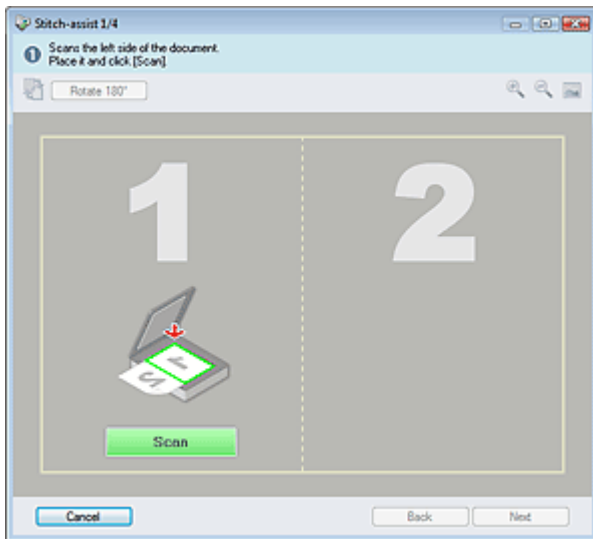 Stitch-assist 1/4
Scans the left side of the document.
Place it and click [Scan]
Rotate 180°
1 2
Scan
Cancel Back Next